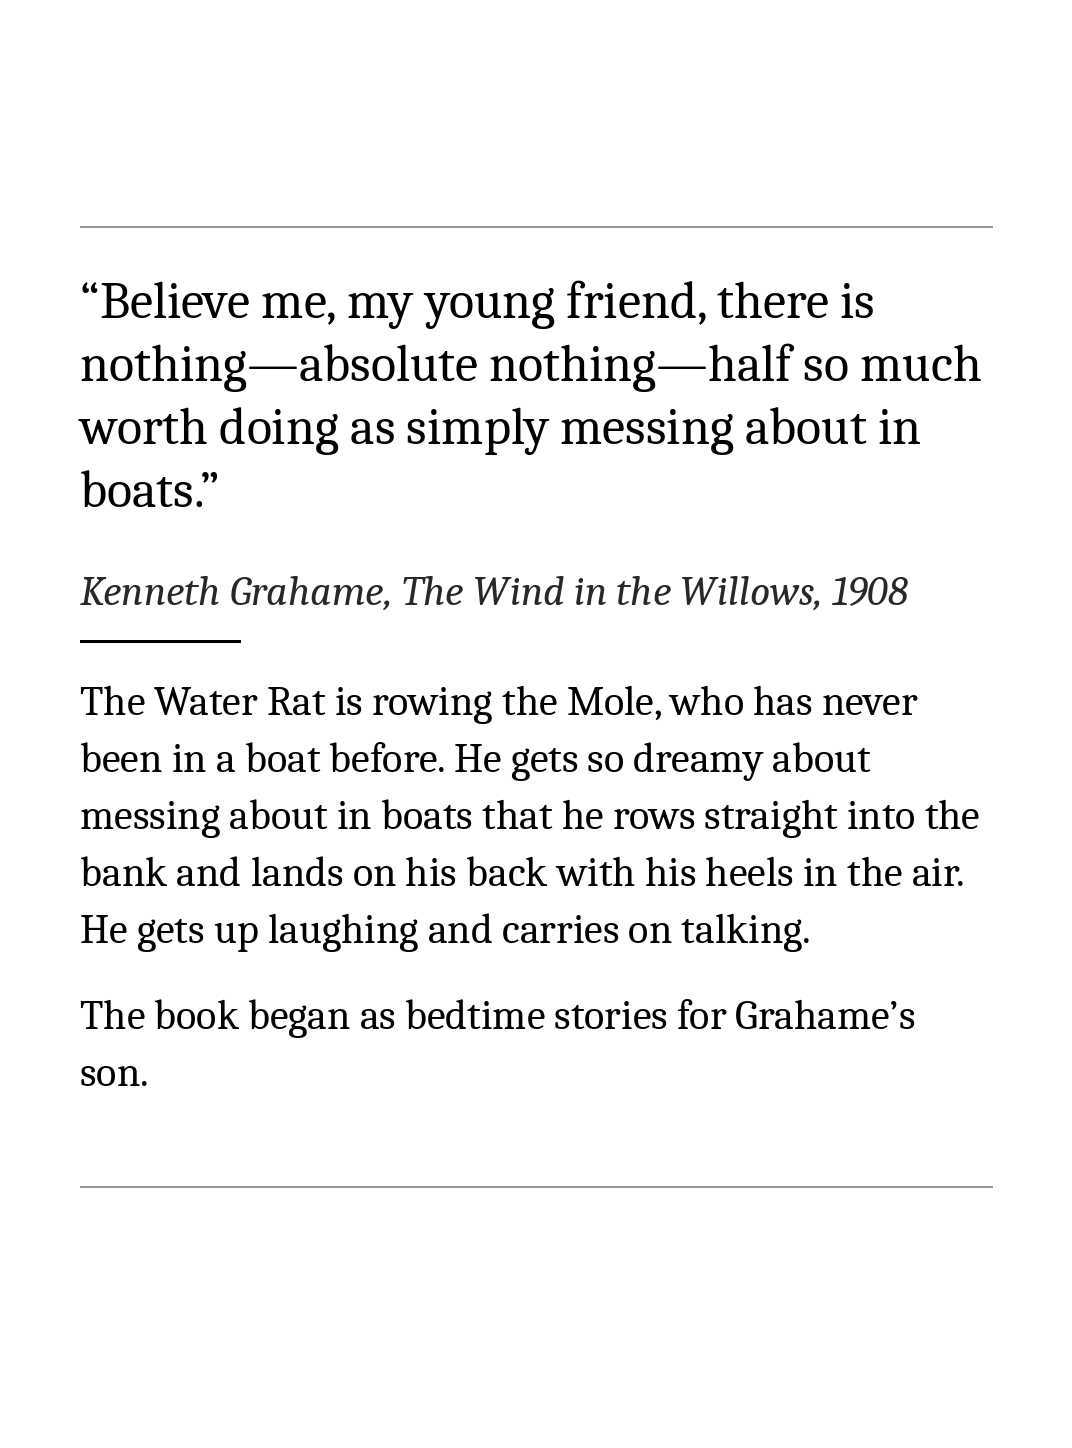 “Believe me, my young friend, there is
nothing—absolute nothing—half so much
worth doing as simply messing about in
boats.”
Kenneth Grahame, The Wind in the Willows, 1908
The Water Rat is rowing the Mole, who has never
been in a boat before. He gets so dreamy about
messing about in boats that he rows straight into the
bank and lands on his back with his heels in the air.
He gets up laughing and carries on talking.
The book began as bedtime stories for Grahame’s
son.